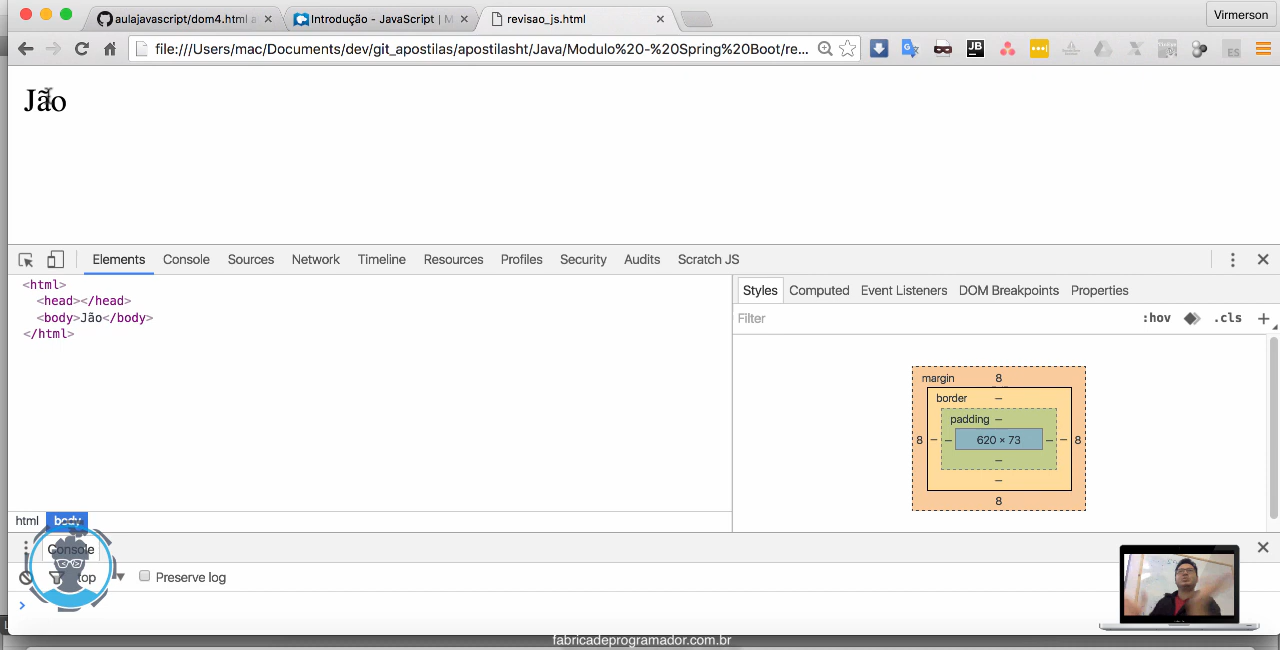 aulajavascript/dom4.html a
Introdução - JavaScript | M
revisao_js.html
Virmerson
file:///Users/mac/Documents/dev/git_apostilas/apostilasht/Java/Modulo%20-%20Spring%20Boot/re...
JB
ES
Jão
Elements Console Sources Network Timeline Resources Profiles Security Audits Scratch JS
<html>
<head></head>
<body>Jão</body>
</html>
Styles Computed Event Listeners DOM Breakpoints Properties
Filter
:hov .cls +
margin 8
border –
padding –
8 – – 620 × 73 – – 8
–
–
8
html body
Console
top Preserve log
>
fabricadeprogramador.com.br